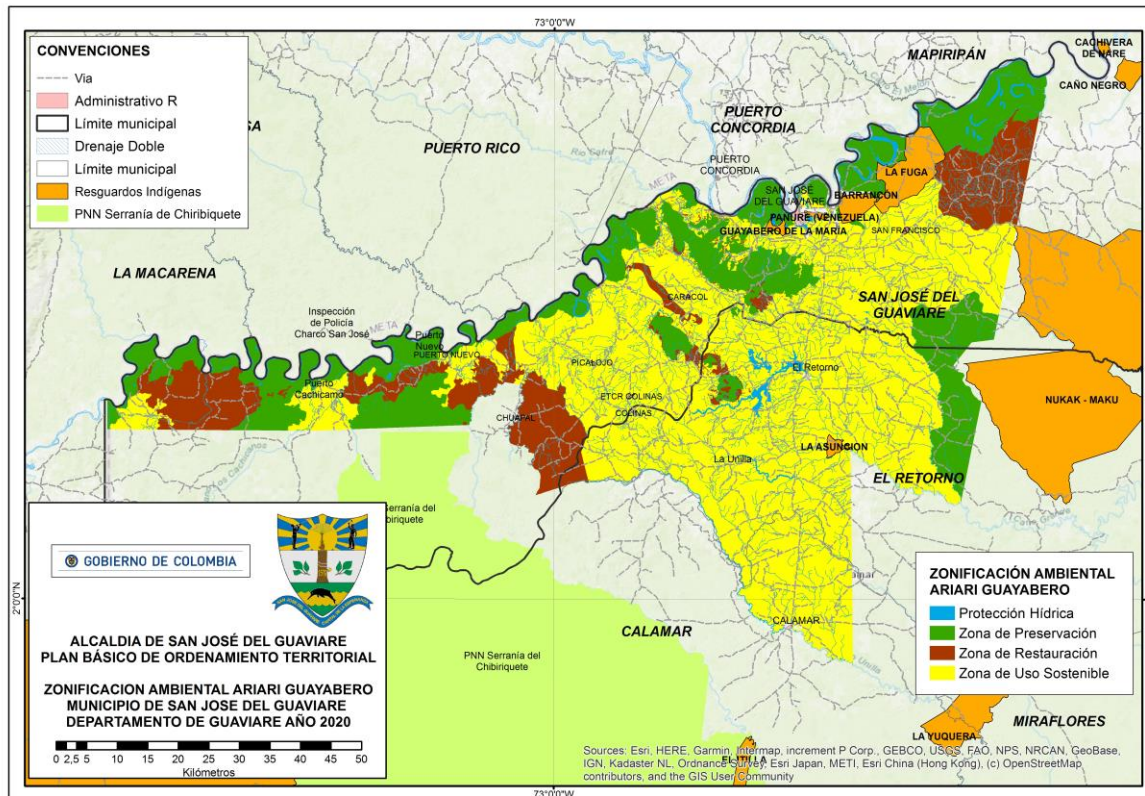 73°0'0"W
CONVENCIONES
Via
Administrativo R
Límite municipal
Drenaje Doble
Límite municipal
Resguardos Indígenas
PNN Serranía de Chiribiquete
MAPIRIPÁN
CACHIVERA
DE NARE
CAÑO NEGRO
PUERTO
CONCORDIA
PUERTO RICO
PUERTO
CONCORDIA
META
LA FUGA
SAN JOSÉ
DEL GUAVIARE
BARRANCÓN
PANURE (VENEZUELA)
GUAYABERO DE LA MARIA
SAN FRANCISCO
LA MACARENA
CARACOL
SAN JOSÉ DEL
GUAVIARE
Inspección
de Policía
Charco San José
META
Puerto
Nuevo
PUERTO NUEVO
PICALOJO
El Retorno
Puerto
Cachicamo
ETCR COLINAS
COLINAS
NUKAK - MAKU
CHUAPAL
LA ASUNCION
La Unilla
EL RETORNO
Serranía del
GOBIERNO DE COLOMBIA
ALCALDIA DE SAN JOSÉ DEL GUAVIARE
PLAN BÁSICO DE ORDENAMIENTO TERRITORIAL
ZONIFICACION AMBIENTAL ARIARI GUAYABERO
MUNICIPIO DE SAN JOSE DEL GUAVIARE
DEPARTAMENTO DE GUAVIARE AÑO 2020
0 2,5 5 10 15 20 25 30 35 40 45 50
Kilómetros
2°0'0"N
ZONIFICACIÓN AMBIENTAL
ARIARI GUAYABERO
Protección Hídrica
Zona de Preservación
Zona de Restauración
Zona de Uso Sostenible
CALAMAR
CALAMAR
PNN Serranía del
Chibiriquete
MIRAFLORES
LA YUQUERA
Sources: Esri, HERE, Garmin, Intermap, increment P Corp., GEBCO, USGS, FAO, NPS, NRCAN, GeoBase,
IGN, Kadaster NL, Ordnance Survey, Esri Japan, METI, Esri China (Hong Kong), (c) OpenStreetMap
contributors, and the GIS User Community
73°0'0"W